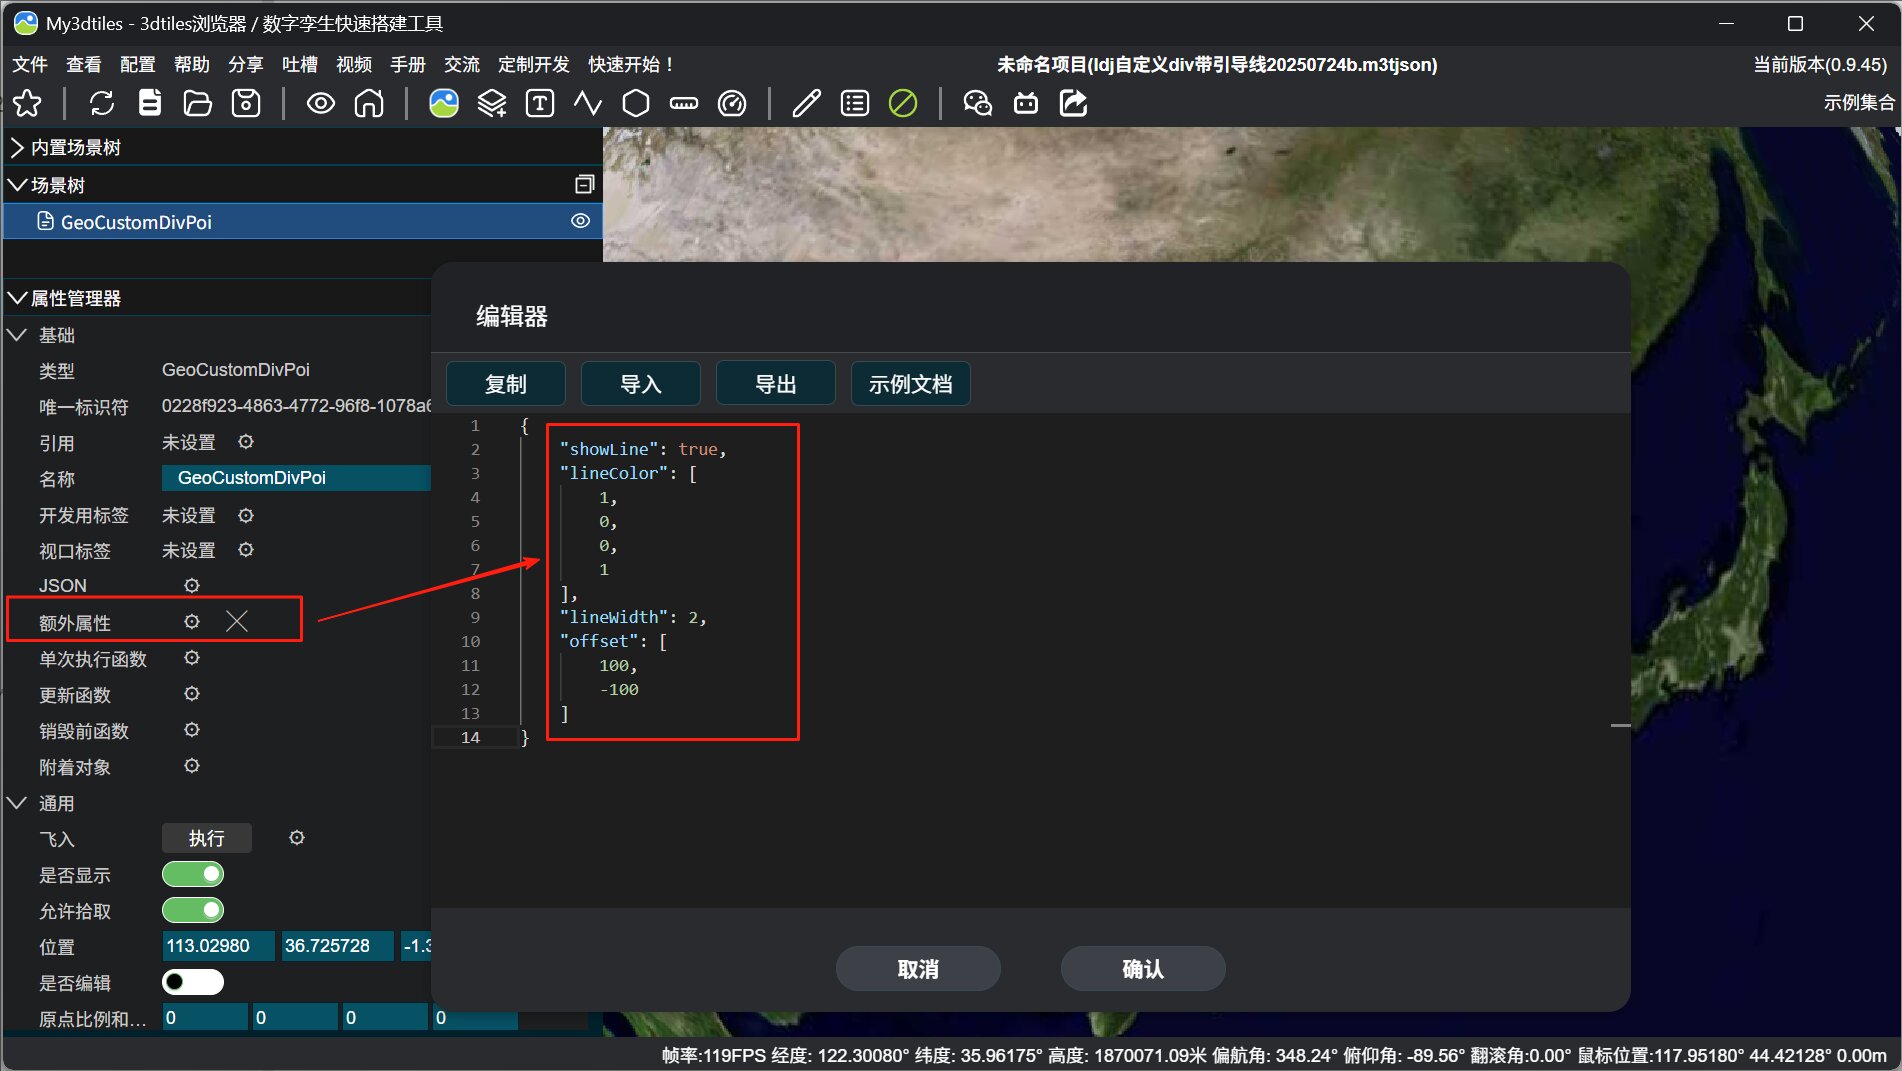 My3dtiles - 3dtiles浏览器 / 数字孪生快速搭建工具
文件 查看 配置 帮助 分享 吐槽 视频 手册 交流 定制开发 快速开始！ 未命名项目(ldj自定义div带引导线20250724b.m3tjson) 当前版本(0.9.45)
示例集合
内置场景树
场景树
GeoCustomDivPoi
属性管理器
基础
类型 GeoCustomDivPoi
唯一标识符 0228f923-4863-4772-96f8-1078a6
引用 未设置
名称 GeoCustomDivPoi
开发用标签 未设置
视口标签 未设置
JSON
额外属性
单次执行函数
更新函数
销毁前函数
附着对象
通用
飞入 执行
是否显示
允许拾取
位置 113.02980 36.725728 -1.3
是否编辑
原点比例和... 0 0 0 0
编辑器
复制 导入 导出 示例文档
1 {
2 "showLine": true,
3 "lineColor": [
4 1,
5 0,
6 0,
7 1
8 ],
9 "lineWidth": 2,
10 "offset": [
11 100,
12 -100
13 ]
14 }
取消 确认
帧率:119FPS 经度: 122.30080° 纬度: 35.96175° 高度: 1870071.09米 偏航角: 348.24° 俯仰角: -89.56° 翻滚角:0.00° 鼠标位置:117.95180° 44.42128° 0.00m